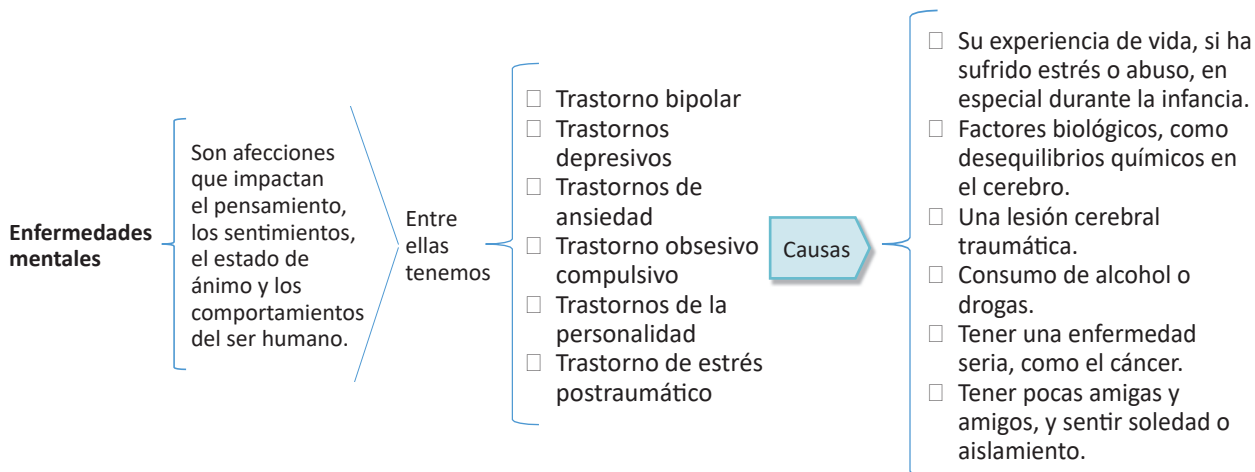 Enfermedades
mentales
Son afecciones
que impactan
el pensamiento,
los sentimientos,
el estado de
ánimo y los
comportamientos
del ser humano.
Entre
ellas
tenemos
□ Trastorno bipolar
□ Trastornos
depresivos
□ Trastornos de
ansiedad
□ Trastorno obsesivo
compulsivo
□ Trastornos de la
personalidad
□ Trastorno de estrés
postraumático
Causas
□ Su experiencia de vida, si ha
sufrido estrés o abuso, en
especial durante la infancia.
□ Factores biológicos, como
desequilibrios químicos en
el cerebro.
□ Una lesión cerebral
traumática.
□ Consumo de alcohol o
drogas.
□ Tener una enfermedad
seria, como el cáncer.
□ Tener pocas amigas y
amigos, y sentir soledad o
aislamiento.